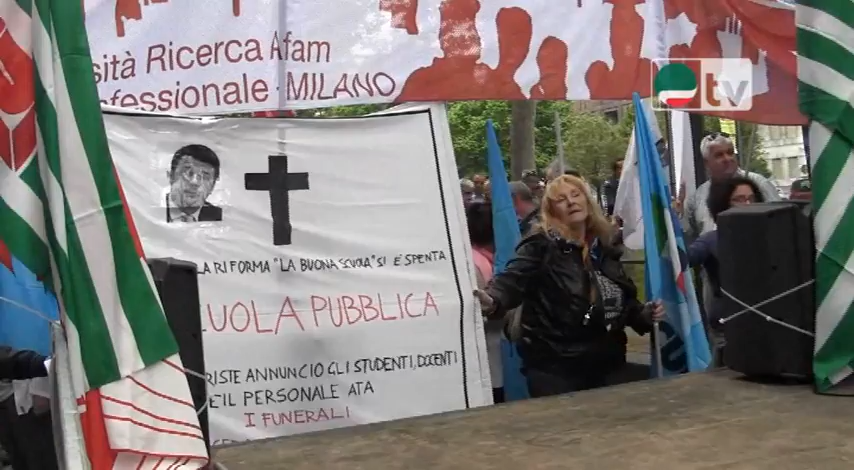 sità Ricerca Afam
fessionale MILANO
tv
LA RIFORMA "LA BUONA SCUOLA" SI È SPENTA
UOLA PUBBLICA
RISTE ANNUNCIO GLI STUDENTI, DOCENTI
E IL PERSONALE ATA
I FUNERALI